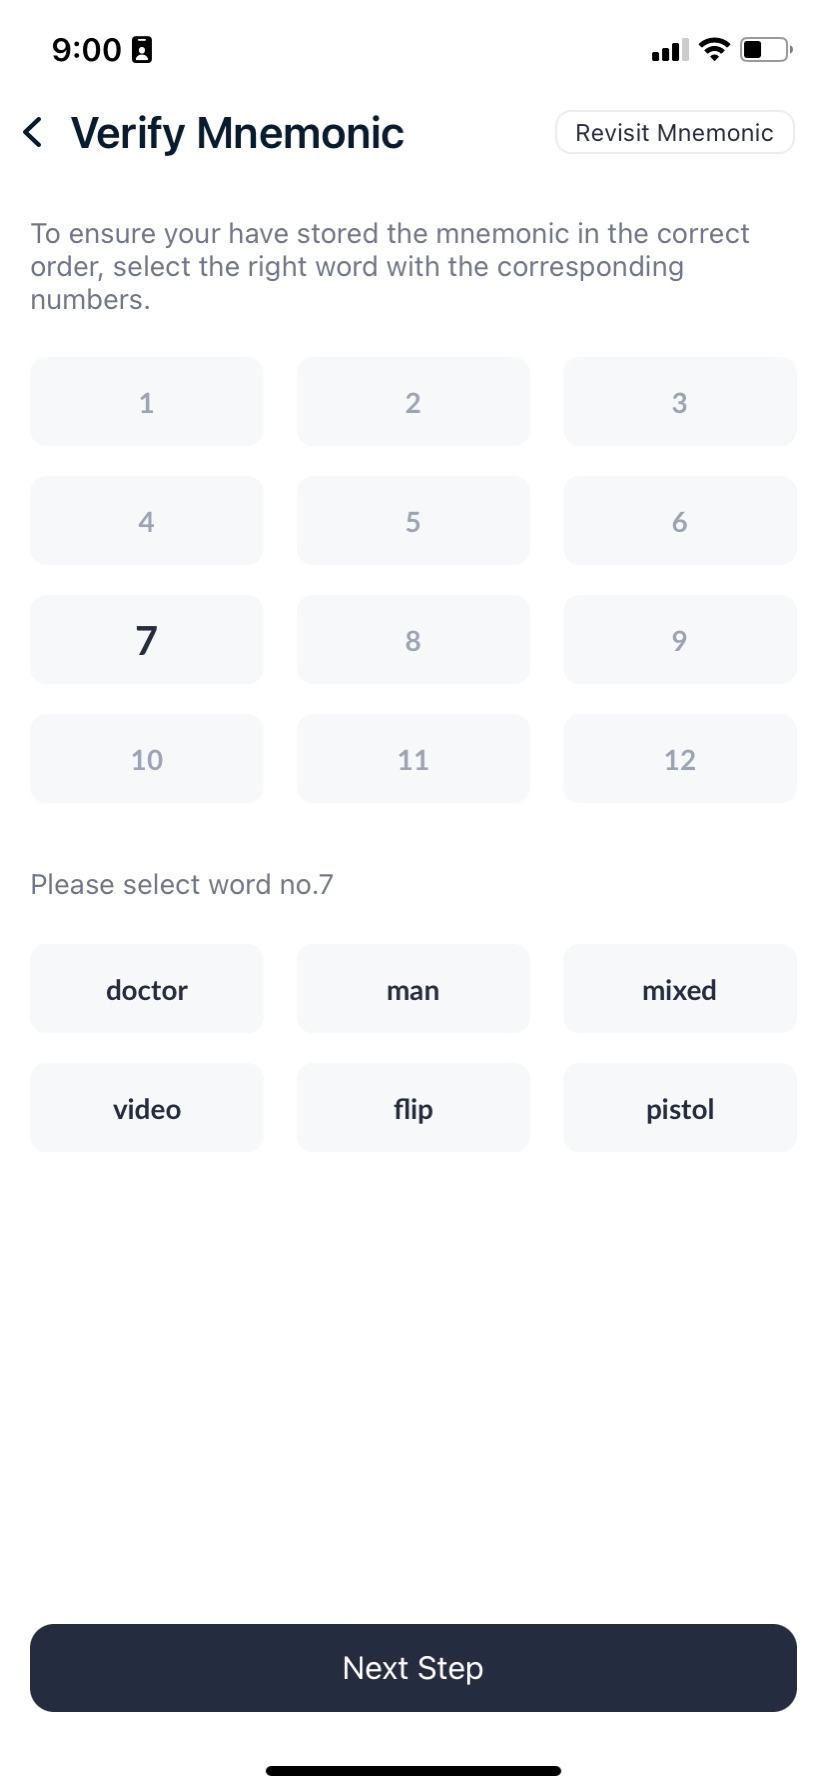 9:00
Verify Mnemonic
Revisit Mnemonic
To ensure your have stored the mnemonic in the correct
order, select the right word with the corresponding
numbers.
1 2 3
4 5 6
7 8 9
10 11 12
Please select word no.7
doctor man mixed
video flip pistol
Next Step